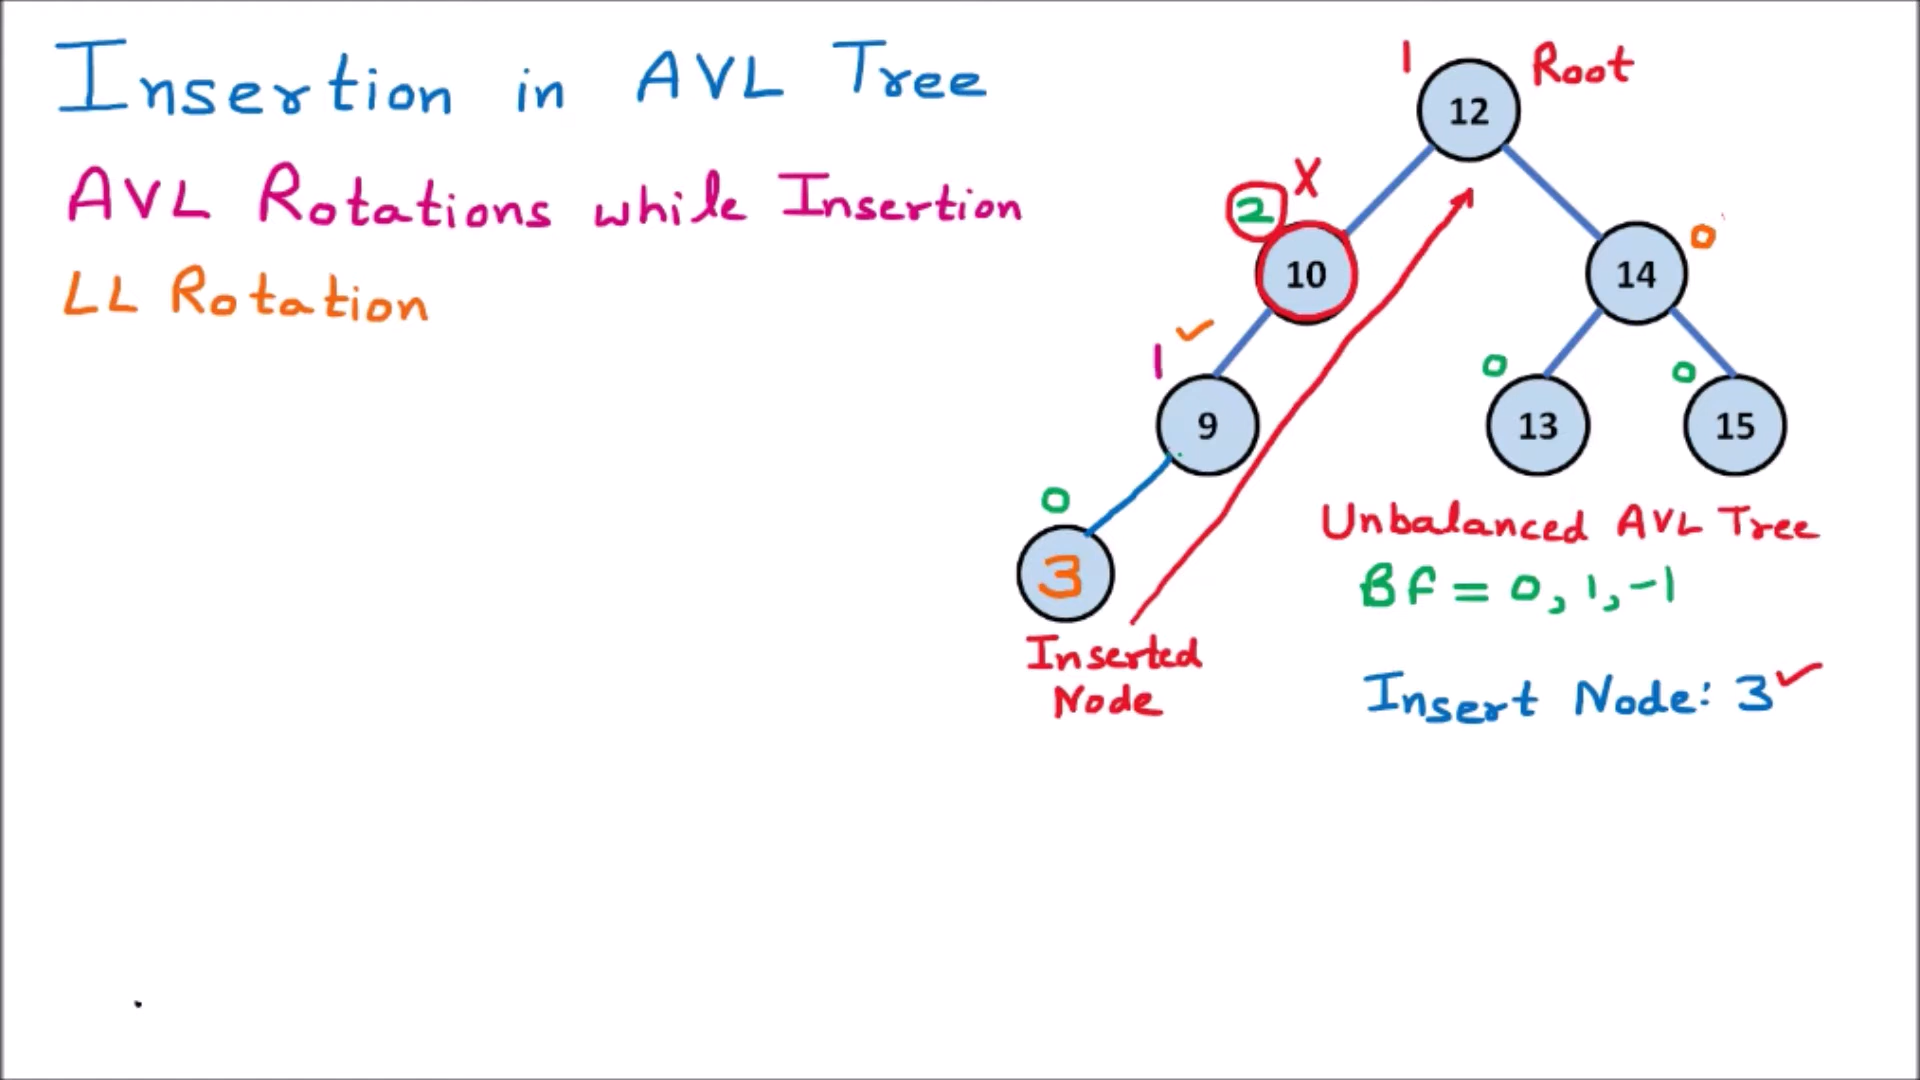 Insertion in AVL Tree
AVL Rotations while Insertion
LL Rotation
1
12
Root
2
X
10
14
0
1
9
0
13
0
15
0
3
Inserted
Node
Unbalanced AVL Tree
BF = 0, 1, -1
Insert Node: 3